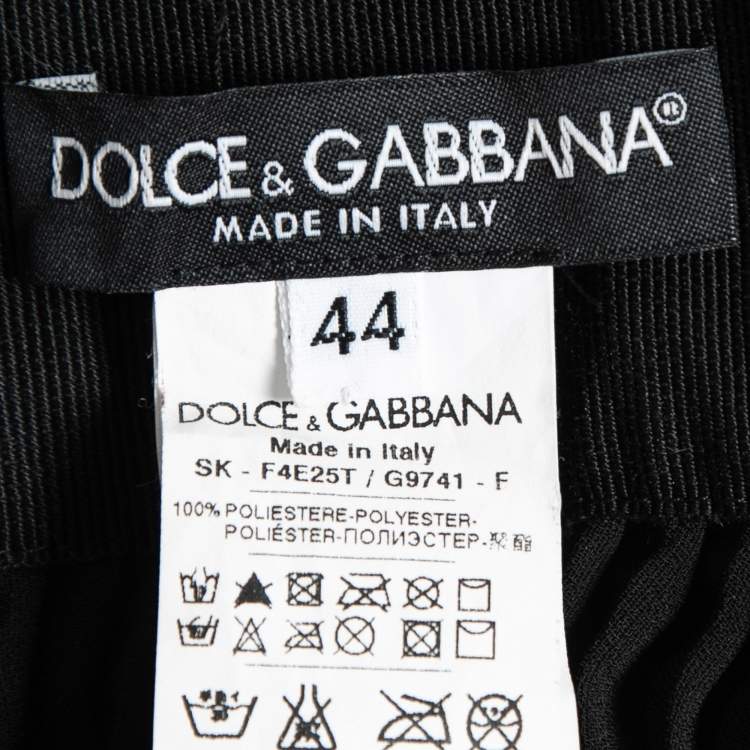 DOLCE & GABBANA®
MADE IN ITALY
44
DOLCE & GABBANA
Made in Italy
SK - F4E25T / G9741 - F
100% POLIESTERE-POLYESTER-
POLIÉSTER-ПОЛИЭСТЕР-